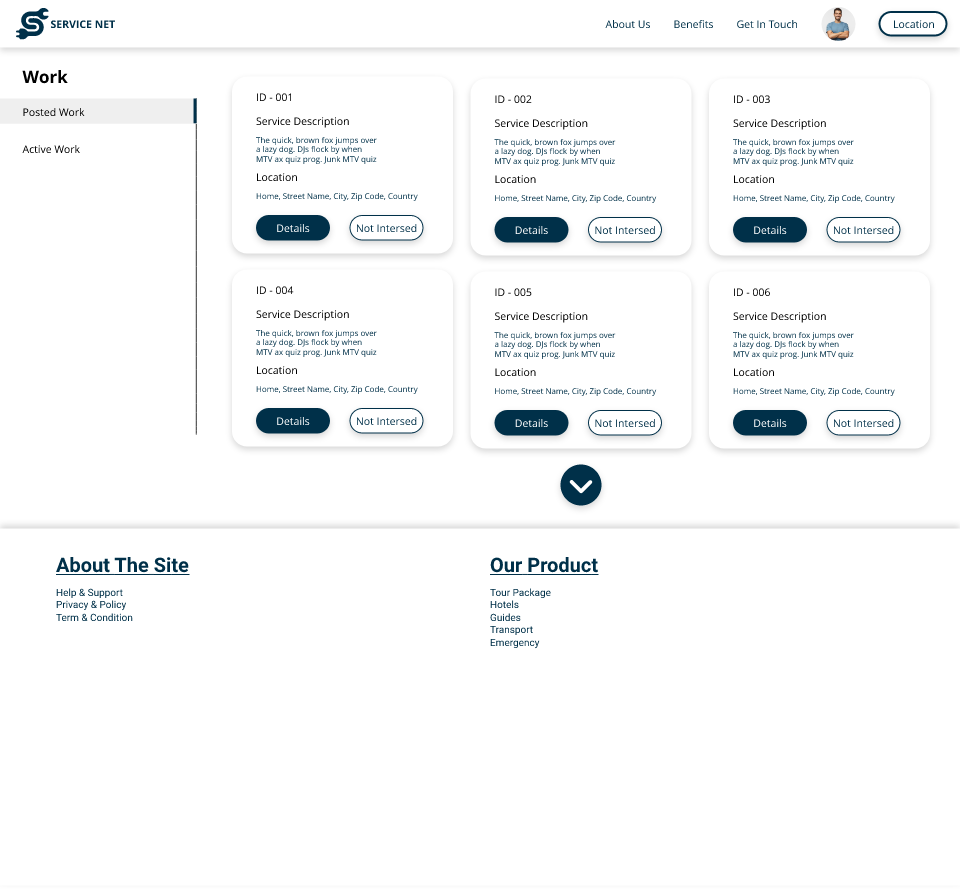 SERVICE NET
About Us
Benefits
Get In Touch
Location
Work
Posted Work
Active Work
ID - 001
Service Description
The quick, brown fox jumps over
a lazy dog. DJs flock by when
MTV ax quiz prog. Junk MTV quiz
Location
Home, Street Name, City, Zip Code, Country
Details
Not Intersed
ID - 002
Service Description
The quick, brown fox jumps over
a lazy dog. DJs flock by when
MTV ax quiz prog. Junk MTV quiz
Location
Home, Street Name, City, Zip Code, Country
Details
Not Intersed
ID - 003
Service Description
The quick, brown fox jumps over
a lazy dog. DJs flock by when
MTV ax quiz prog. Junk MTV quiz
Location
Home, Street Name, City, Zip Code, Country
Details
Not Intersed
ID - 004
Service Description
The quick, brown fox jumps over
a lazy dog. DJs flock by when
MTV ax quiz prog. Junk MTV quiz
Location
Home, Street Name, City, Zip Code, Country
Details
Not Intersed
ID - 005
Service Description
The quick, brown fox jumps over
a lazy dog. DJs flock by when
MTV ax quiz prog. Junk MTV quiz
Location
Home, Street Name, City, Zip Code, Country
Details
Not Intersed
ID - 006
Service Description
The quick, brown fox jumps over
a lazy dog. DJs flock by when
MTV ax quiz prog. Junk MTV quiz
Location
Home, Street Name, City, Zip Code, Country
Details
Not Intersed
About The Site
Help & Support
Privacy & Policy
Term & Condition
Our Product
Tour Package
Hotels
Guides
Transport
Emergency